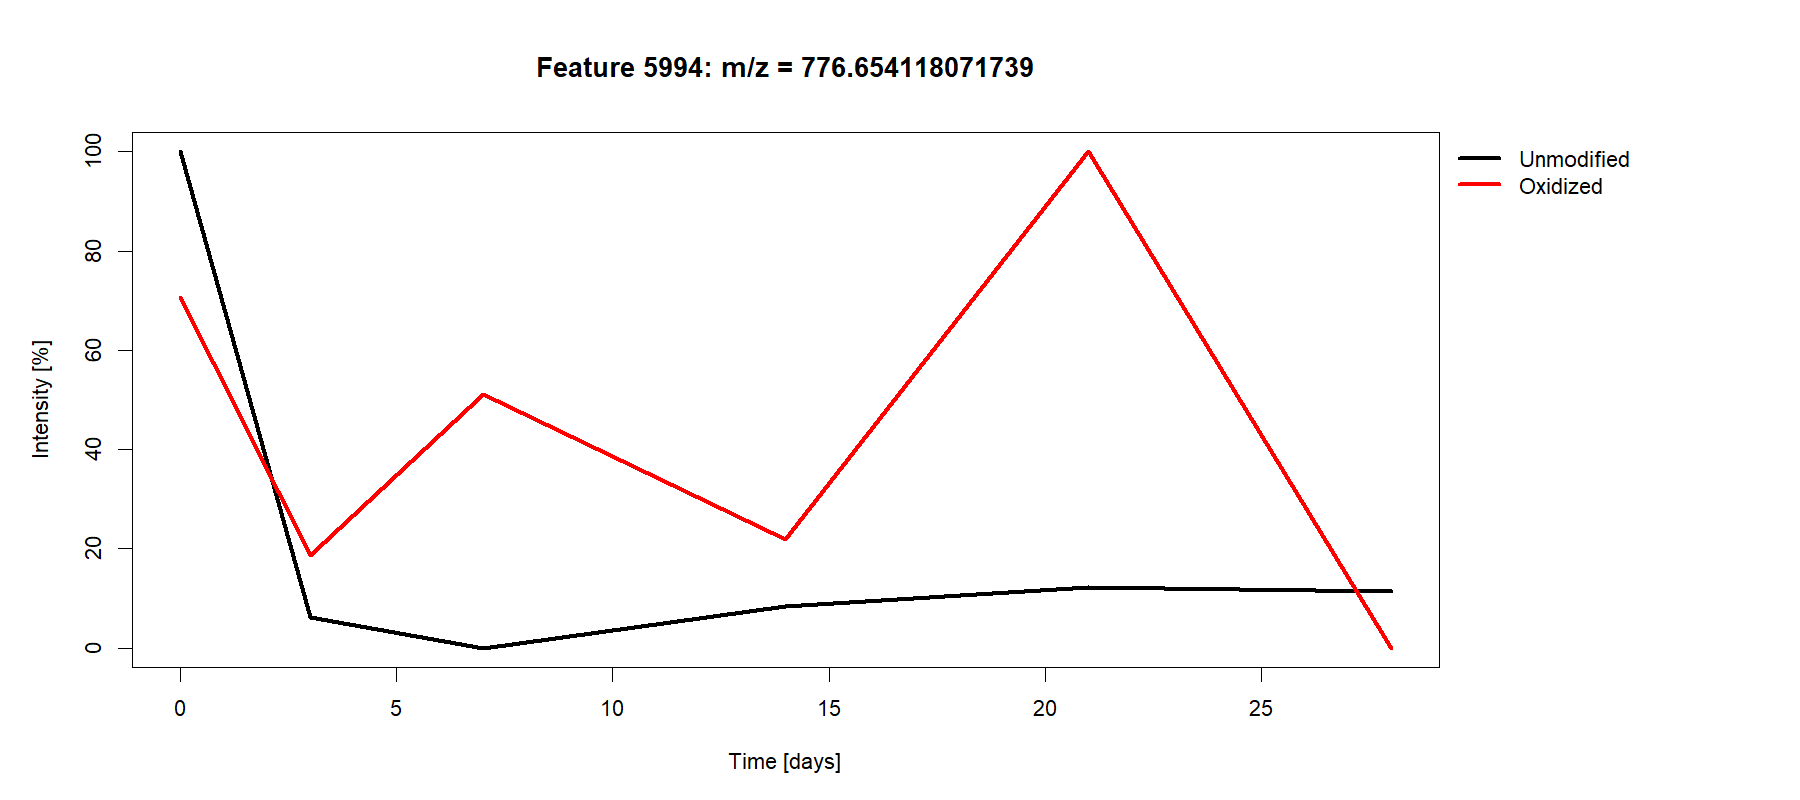 Feature 5994: m/z = 776.654118071739
Intensity [%]
100
80
60
40
20
0
0 5 10 15 20 25
Time [days]
Unmodified
Oxidized